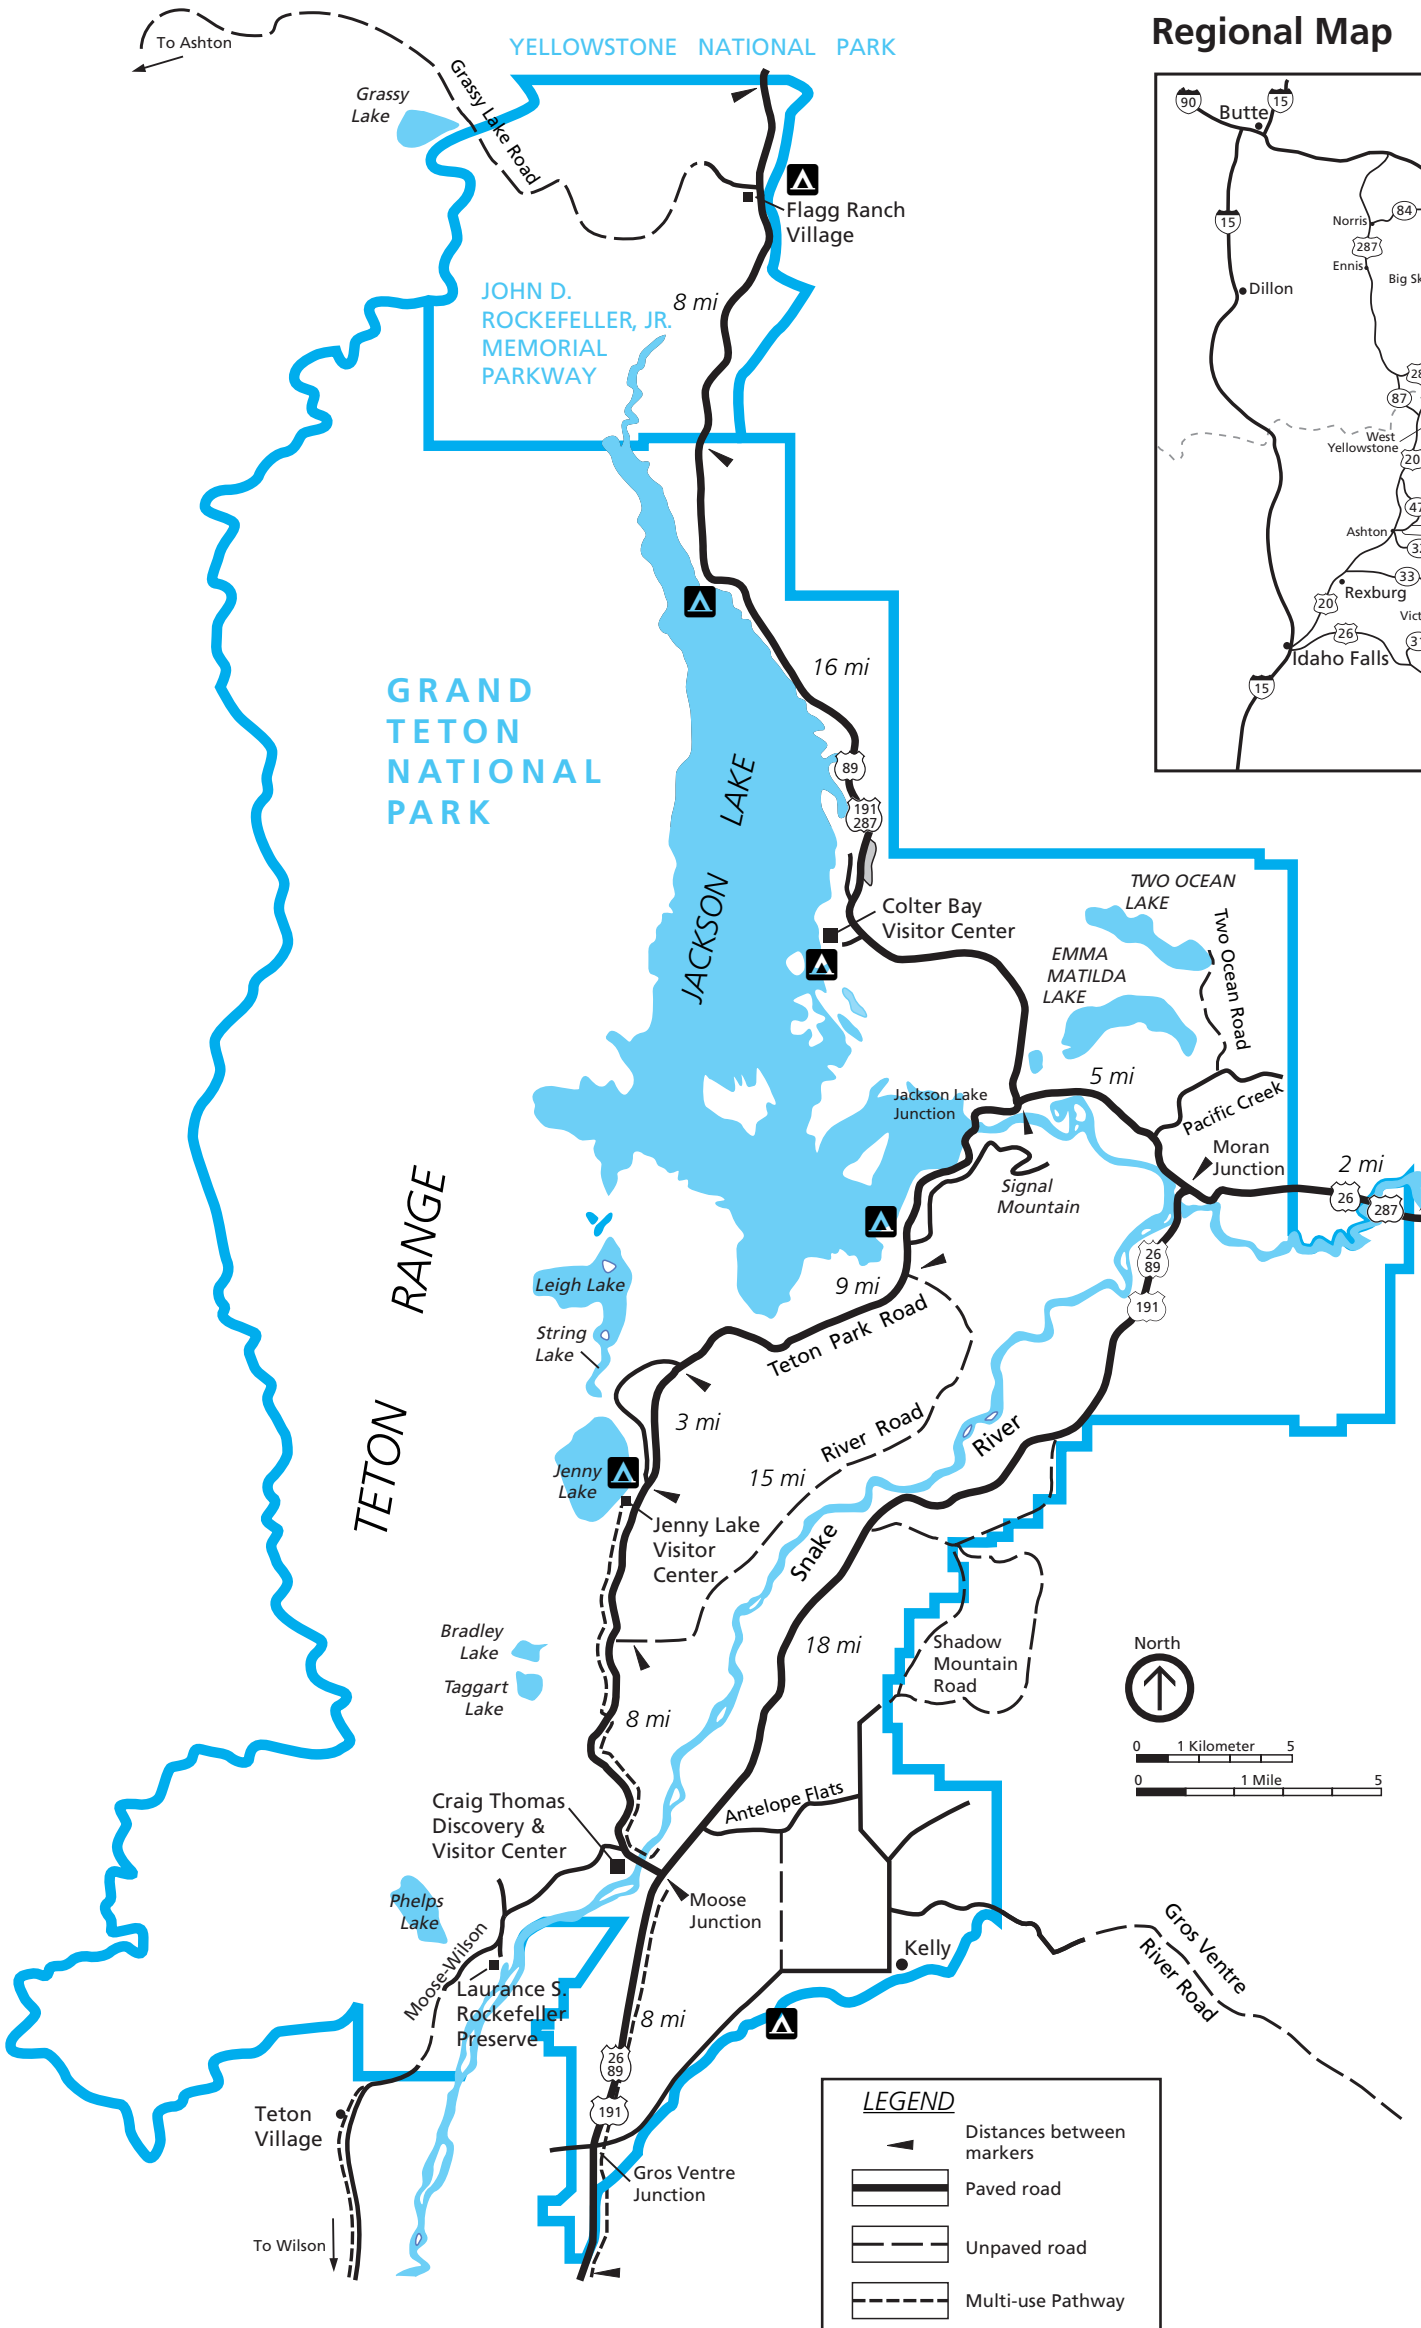 Regional Map
To Ashton
YELLOWSTONE NATIONAL PARK
Grassy
Lake
Grassy Lake Road
Flagg Ranch
Village
JOHN D.
ROCKEFELLER, JR.
MEMORIAL
PARKWAY
8 mi
90
15
Butte
15
Norris
84
287
Ennis
Dillon
87
West
Yellowstone
20
Ashton
33
Rexburg
20
26
Idaho Falls
15
16 mi
GRAND
TETON
NATIONAL
PARK
JACKSON LAKE
89
191
287
Colter Bay
Visitor Center
TWO OCEAN
LAKE
Two Ocean Road
EMMA
MATILDA
LAKE
5 mi
Jackson Lake
Junction
Pacific Creek
Moran
Junction
2 mi
26
287
Signal
Mountain
TETON RANGE
26
89
191
Leigh Lake
9 mi
Teton Park Road
String
Lake
3 mi
River Road
Snake River
15 mi
Jenny
Lake
Jenny Lake
Visitor
Center
18 mi
Shadow
Mountain
Road
Bradley
Lake
Taggart
Lake
8 mi
North
0 1 Kilometer 5
0 1 Mile 5
Antelope Flats
Craig Thomas
Discovery &
Visitor Center
Phelps
Lake
Moose
Junction
Moose-Wilson
Kelly
Gros Ventre
River Road
Laurance S.
Rockefeller
Preserve
8 mi
26
89
191
Teton
Village
Gros Ventre
Junction
To Wilson
LEGEND
Distances between
markers
Paved road
Unpaved road
Multi-use Pathway